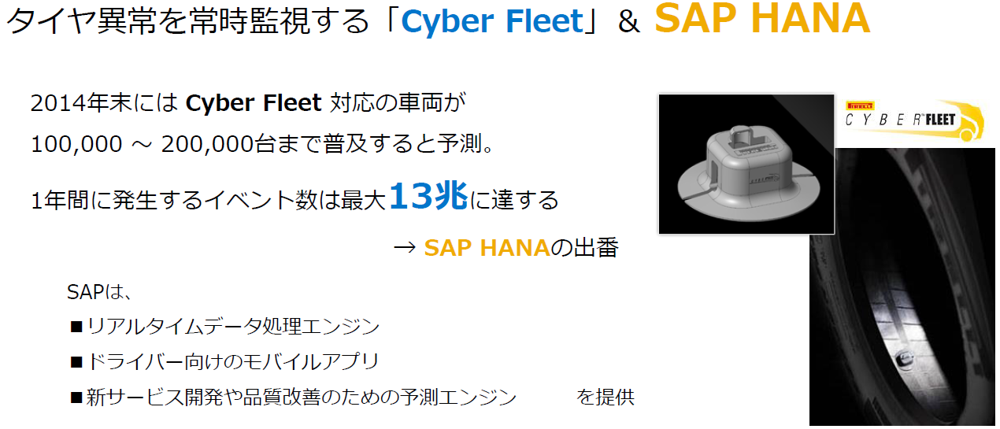 タイヤ異常を常時監視する「Cyber Fleet」& SAP HANA
2014年末には Cyber Fleet 対応の車両が
100,000 ～ 200,000台まで普及すると予測。
1年間に発生するイベント数は最大13兆に達する
→ SAP HANAの出番
SAPは、
■リアルタイムデータ処理エンジン
■ドライバー向けのモバイルアプリ
■新サービス開発や品質改善のための予測エンジン を提供
PIRELLI
CYBER™FLEET